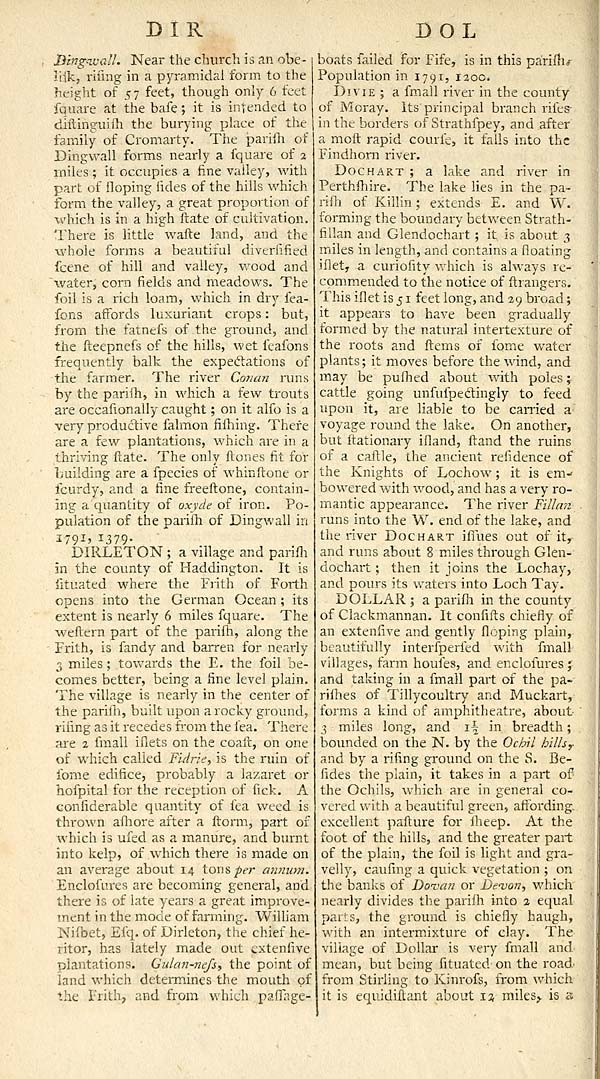 DIR
DOL
Dingwall. Near the church is an obe-
liſk, riſing in a pyramidal form to the
height of 57 feet, though only 6 feet
ſquare at the baſe; it is intended to
diſtinguiſh the burying place of the
family of Cromarty. The pariſh of
Dingwall forms nearly a ſquare of 2
miles; it occupies a fine valley, with
part of ſloping ſides of the hills which
form the valley, a great proportion of
which is in a high ſtate of cultivation.
There is little waſte land, and the
whole forms a beautiful diverſified
ſcene of hill and valley, wood and
water, corn fields and meadows. The
ſoil is a rich loam, which in dry ſea-
ſons affords luxuriant crops: but,
from the fatneſs of the ground, and
the ſteepneſs of the hills, wet ſeaſons
frequently balk the expectations of
the farmer. The river Conan runs
by the pariſh, in which a few trouts
are occaſionally caught; on it alſo is a
very productive ſalmon fiſhing. There
are a few plantations, which are in a
thriving ſtate. The only ſtones fit for
building are a ſpecies of whinſtone or
ſcurdy, and a fine freeſtone, contain-
ing a quantity of oxyde of iron. Po-
pulation of the pariſh of Dingwall in
1791, 1379.
DIRLETON; a village and pariſh
in the county of Haddington. It is
ſituated where the Frith of Forth
opens into the German Ocean; its
extent is nearly 6 miles ſquare. The
weſtern part of the pariſh, along the
Frith, is ſandy and barren for nearly
3 miles; towards the E. the ſoil be-
comes better, being a fine level plain.
The village is nearly in the center of
the pariſh, built upon a rocky ground,
riſing as it recedes from the ſea. There
are 2 ſmall iſlets on the coaſt, on one
of which called Fidrie, is the ruin of
ſome edifice, probably a lazaret or
hoſpital for the reception of ſick. A
conſiderable quantity of ſea weed is
thrown aſhore after a ſtorm, part of
which is uſed as a manure, and burnt
into kelp, of which there is made on
an average about 14 tons per annum.
Encloſures are becoming general, and
there is of late years a great improve-
ment in the mode of farming. William
Niſbet, Eſq. of Dirleton, the chief he-
ritor, has lately made out extenſive
plantations. Gulan-neſs, the point of
land which determines the mouth of
the Frith, and from which paſſage-
boats ſailed for Fife, is in this pariſh.
Population in 1791, 1200.
DIVIE; a ſmall river in the county
of Moray. Its principal branch riſes
in the borders of Strathſpey, and after
a moſt rapid courſe, it falls into the
Findhorn river.
DOCHART; a lake and river in
Perthſhire. The lake lies in the pa-
riſh of Killin; extends E. and W.
forming the boundary between Strath-
fillan and Glendochart; it is about 3
miles in length, and contains a floating
iſlet, a curioſity which is always re-
commended to the notice of ſtrangers.
This iſlet is 51 feet long, and 29 broad;
it appears to have been gradually
formed by the natural intertexture of
the roots and ſtems of ſome water
plants; it moves before the wind, and
may be puſhed about with poles;
cattle going unſuſpectingly to feed
upon it, are liable to be carried a
voyage round the lake. On another,
but ſtationary iſland, ſtand the ruins
of a caſtle, the ancient reſidence of
the Knights of Lochow; it is em-
bowered with wood, and has a very ro-
mantic appearance. The river Fillan
runs into the W. end of the lake, and
the river DOCHART iſſues out of it,
and runs about 8 miles through Glen-
dochart; then it joins the Lochay,
and pours its waters into Loch Tay.
DOLLAR; a pariſh in the county
of Clackmannan. It conſiſts chiefly of
an extenſive and gently ſloping plain,
beautifully interſperſed with ſmall
villages, farm houſes, and encloſures;
and taking in a ſmall part of the pa-
riſhes of Tillycoultry and Muckart,
forms a kind of amphitheatre, about
3 miles long, and 1½ in breadth;
bounded on the N. by the Ochil hills,
and by a riſing ground on the S. Be-
ſides the plain, it takes in a part of
the Ochils, which are in general co-
vered with a beautiful green, affording
excellent paſture for ſheep. At the
foot of the hills, and the greater part
of the plain, the ſoil is light and gra-
velly, cauſing a quick vegetation; on
the banks of Dovan or Devon, which
nearly divides the pariſh into 2 equal
parts, the ground is chiefly haugh,
with an intermixture of clay. The
village of Dollar is very ſmall and
mean, but being ſituated on the road
from Stirling to Kinroſs, from which
it is equidiſtant about 12 miles, is a